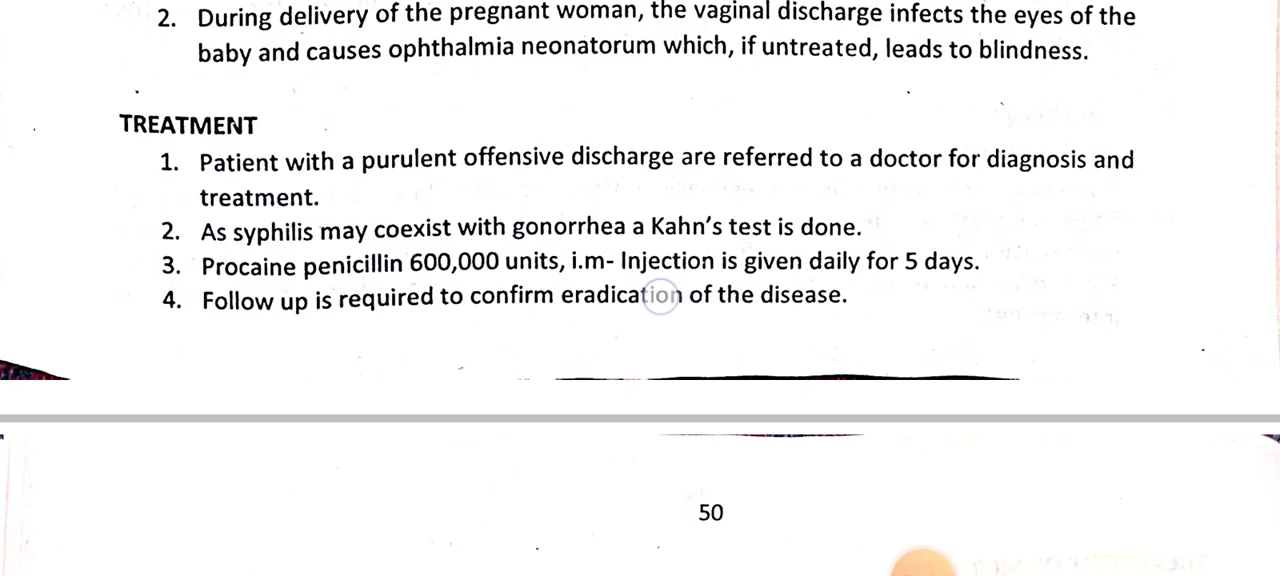 2. During delivery of the pregnant woman, the vaginal discharge infects the eyes of the
baby and causes ophthalmia neonatorum which, if untreated, leads to blindness.
TREATMENT
1. Patient with a purulent offensive discharge are referred to a doctor for diagnosis and
treatment.
2. As syphilis may coexist with gonorrhea a Kahn's test is done.
3. Procaine penicillin 600,000 units, i.m- Injection is given daily for 5 days.
4. Follow up is required to confirm eradication of the disease.
50